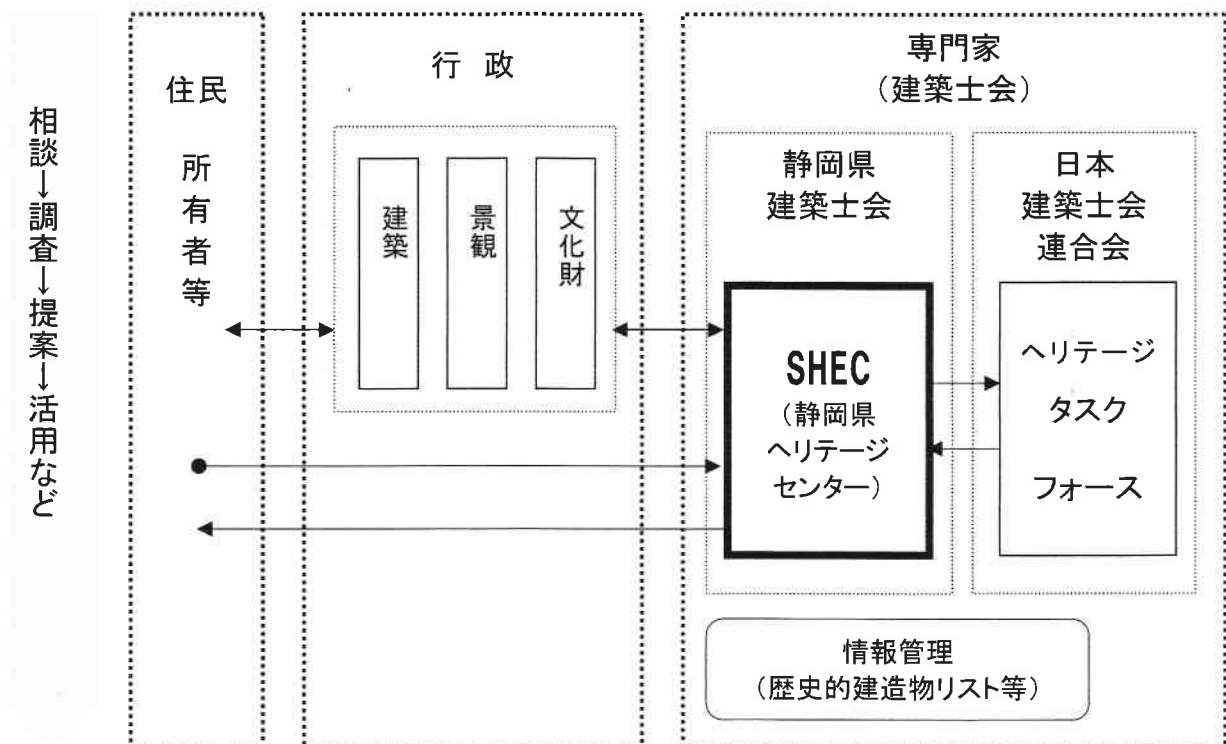 相談→調査→提案→活用など
住民
所有者等
行 政
建築
景観
文化財
専門家
（建築士会）
静岡県
建築士会
SHEC
（静岡県
ヘリテージ
センター）
日本
建築士会
連合会
ヘリテージ
タスク
フォース
情報管理
（歴史的建造物リスト等）